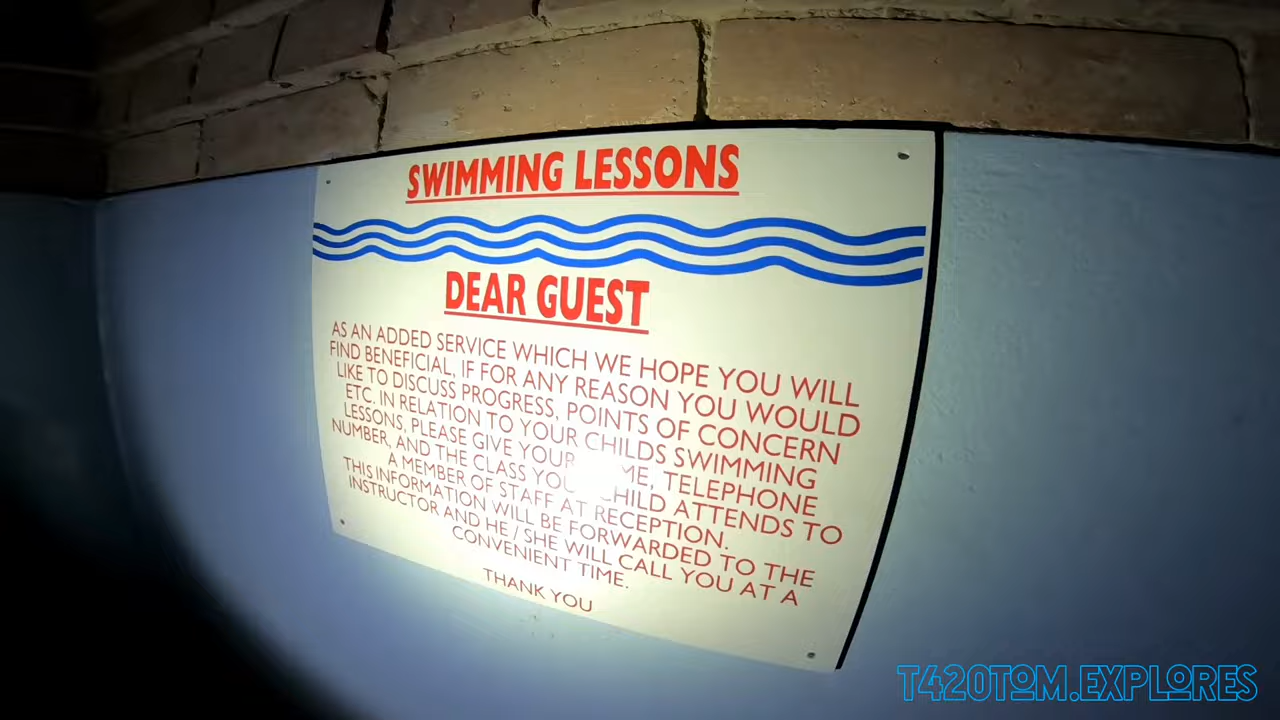 SWIMMING LESSONS
DEAR GUEST
AS AN ADDED SERVICE WHICH WE HOPE YOU WILL
FIND BENEFICIAL, IF FOR ANY REASON YOU WOULD
LIKE TO DISCUSS PROGRESS, POINTS OF CONCERN
ETC. IN RELATION TO YOUR CHILDS SWIMMING
LESSONS, PLEASE GIVE YOUR TELEPHONE
NUMBER, AND THE CLASS CHILD ATTENDS TO
A MEMBER OF STAFF AT RECEPTION.
THIS INFORMATION WILL BE FORWARDED TO THE
INSTRUCTOR AND HE / SHE WILL CALL YOU AT A
CONVENIENT TIME.
THANK YOU
T420TOM.EXPLORES